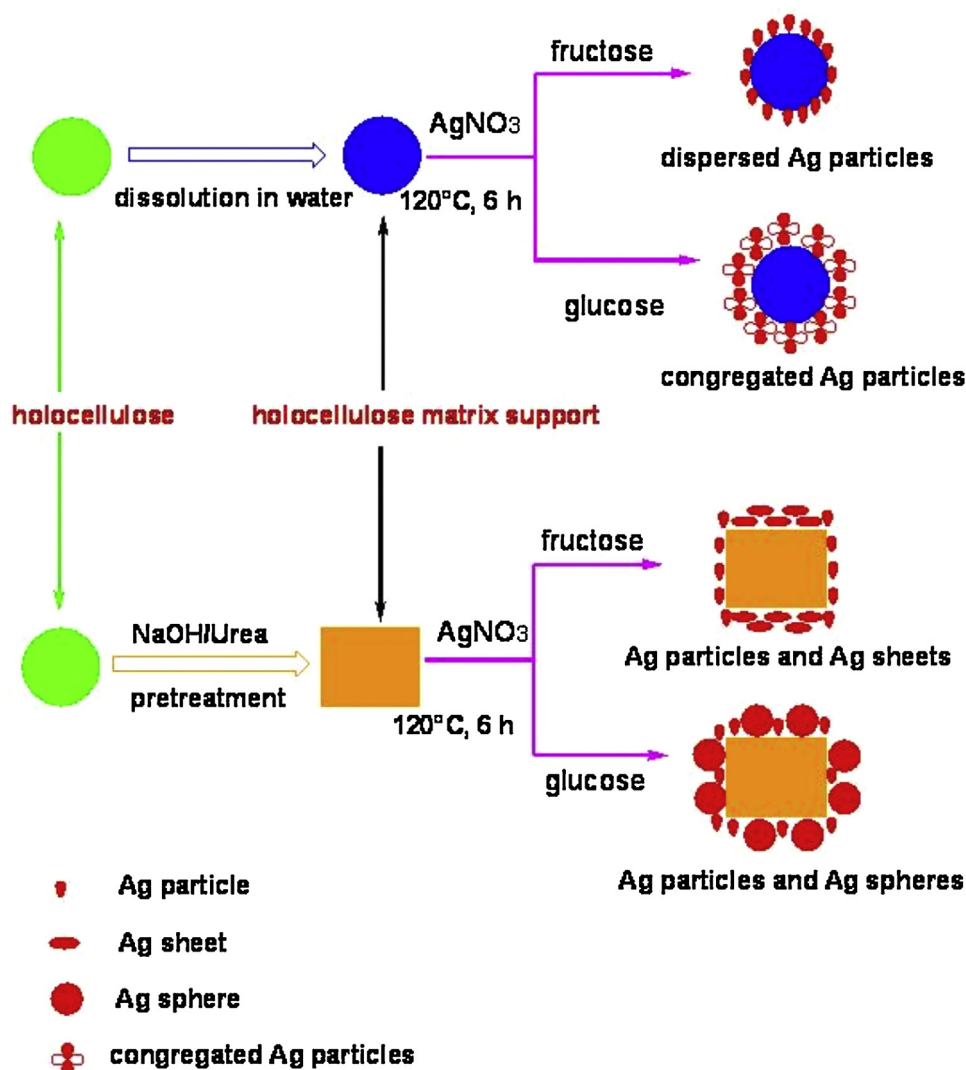 fructose
AgNO3
dispersed Ag particles
dissolution in water
120°C, 6 h
glucose
congregated Ag particles
holocellulose
holocellulose matrix support
fructose
NaOH/Urea
AgNO3
Ag particles and Ag sheets
pretreatment
120°C, 6 h
glucose
Ag particles and Ag spheres
Ag particle
Ag sheet
Ag sphere
congregated Ag particles